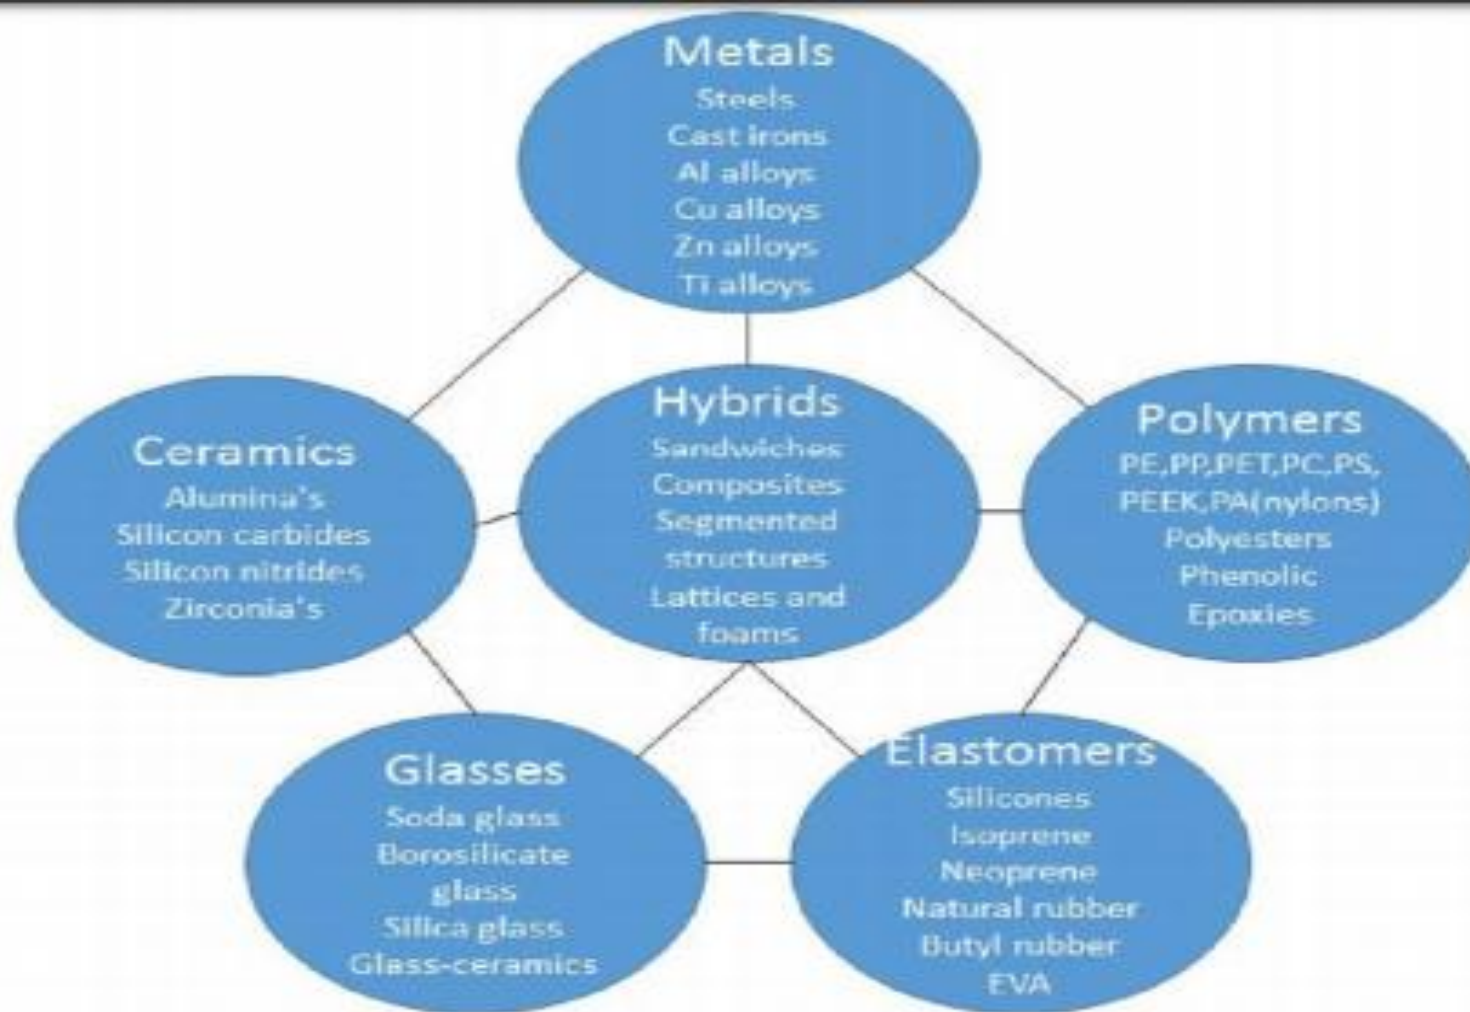 Metals
Steels
Cast irons
Al alloys
Cu alloys
Zn alloys
Ti alloys
Ceramics
Alumina's
Silicon carbides
Silicon nitrides
Zirconia's
Hybrids
Sandwiches
Composites
Segmented
structures
Lattices and
foams
Polymers
PE,PP,PET,PC,PS,
PEEK,PA(nylons)
Polyesters
Phenolic
Epoxies
Glasses
Soda glass
Borosilicate
glass
Silica glass
Glass-ceramics
Elastomers
Silicones
Isoprene
Neoprene
Natural rubber
Butyl rubber
EVA